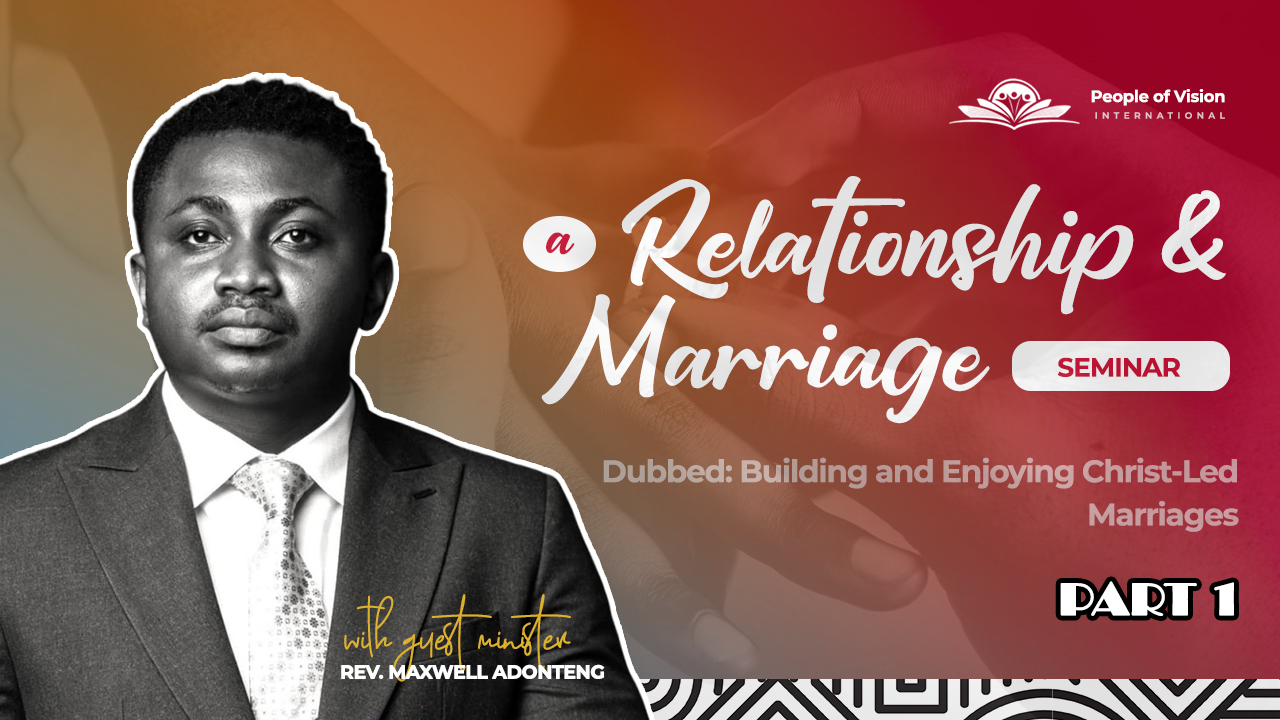 People of Vision
INTERNATIONAL
a Relationship &
Marriage SEMINAR
Dubbed: Building and Enjoying Christ-Led
Marriages
PART 1
with guest minister
REV. MAXWELL ADONTENG